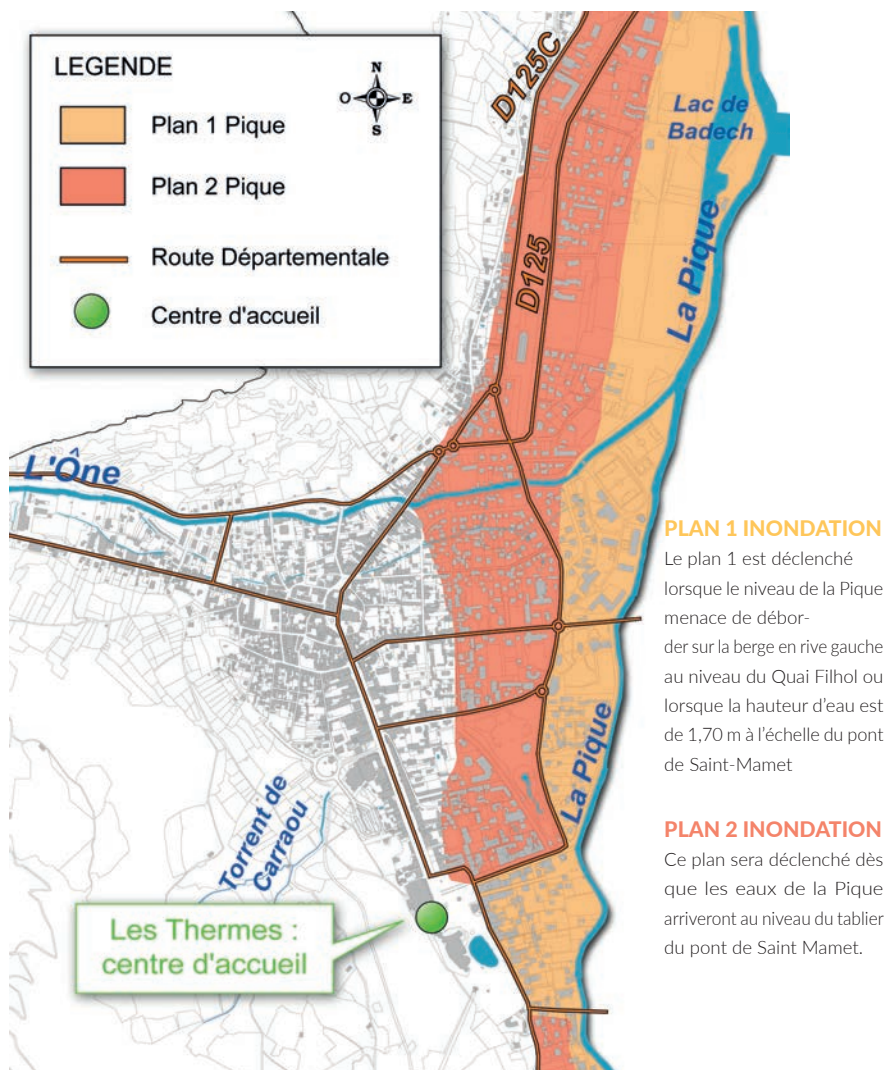 LEGENDE
N
O
E
S
Plan 1 Pique
Plan 2 Pique
Route Départementale
Centre d'accueil
D125C
D125
Lac de
Badech
La Pique
L'Ône
La Pique
Torrent de
Carraou
Les Thermes :
centre d'accueil
PLAN 1 INONDATION
Le plan 1 est déclenché
lorsque le niveau de la Pique
menace de débor-
der sur la berge en rive gauche
au niveau du Quai Filhol ou
lorsque la hauteur d’eau est
de 1,70 m à l’échelle du pont
de Saint-Mamet
PLAN 2 INONDATION
Ce plan sera déclenché dès
que les eaux de la Pique
arriveront au niveau du tablier
du pont de Saint Mamet.